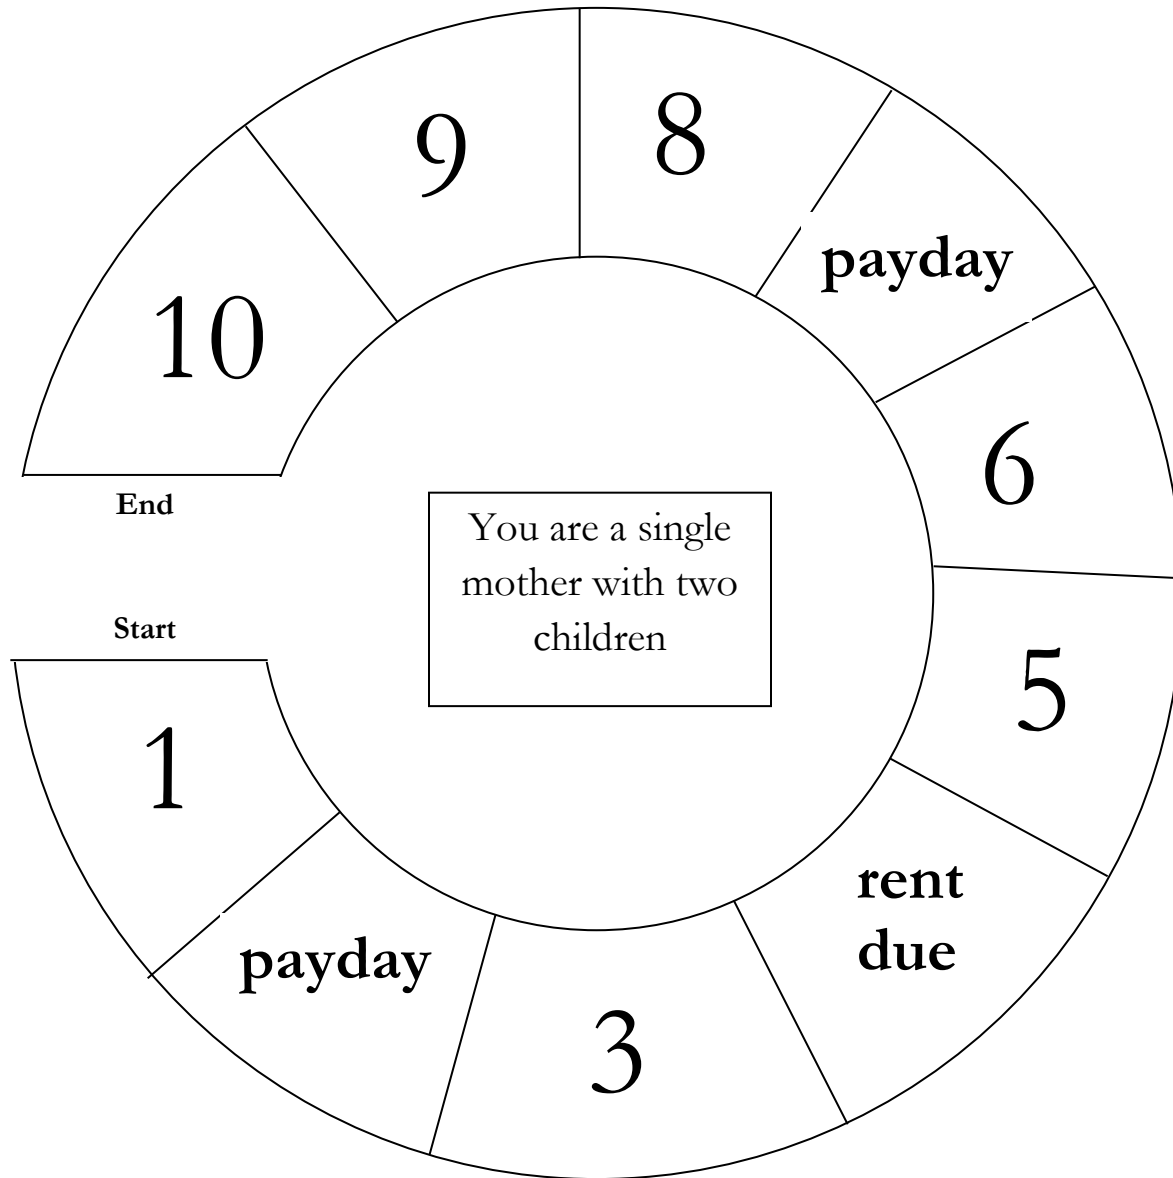 9
8
payday
10
6
End
You are a single
mother with two
children
Start
5
1
rent
due
payday
3